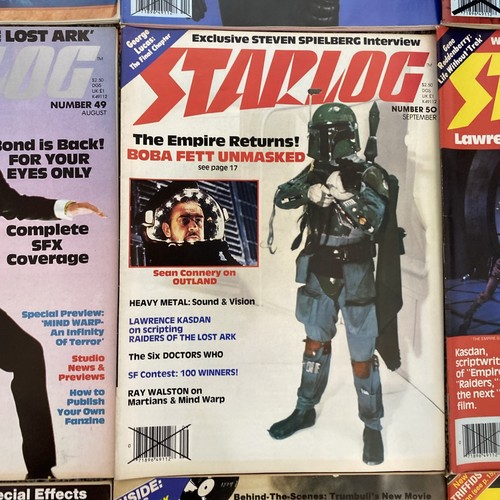 LOST ARK'
LOG
NUMBER 49
AUGUST
Bond is Back!
FOR YOUR
EYES ONLY
Complete
SFX
Coverage
Special Preview:
'MIND WARP-
An Infinity
Of Terror'
Studio
News &
Previews
How to
Publish
Your Own
Fanzine
George
Lucas:
The Final Chapter
Exclusive STEVEN SPIELBERG Interview
STARLOG
NUMBER 50
SEPTEMBER
The Empire Returns!
BOBA FETT UNMASKED
see page 17
Sean Connery on
OUTLAND
HEAVY METAL: Sound & Vision
LAWRENCE KASDAN
on scripting
RAIDERS OF THE LOST ARK
The Six DOCTORS WHO
SF Contest: 100 WINNERS!
RAY WALSTON on
Martians & Mind Warp
Gene
Roddenberry:
Life Without Trek'
Lawre
Kasdan,
scriptwrit
of "Empire
"Raiders,"
the next "
film.
ecial Effects
INSIDE:
Behind-The-Scenes: Trumbull's New Movie